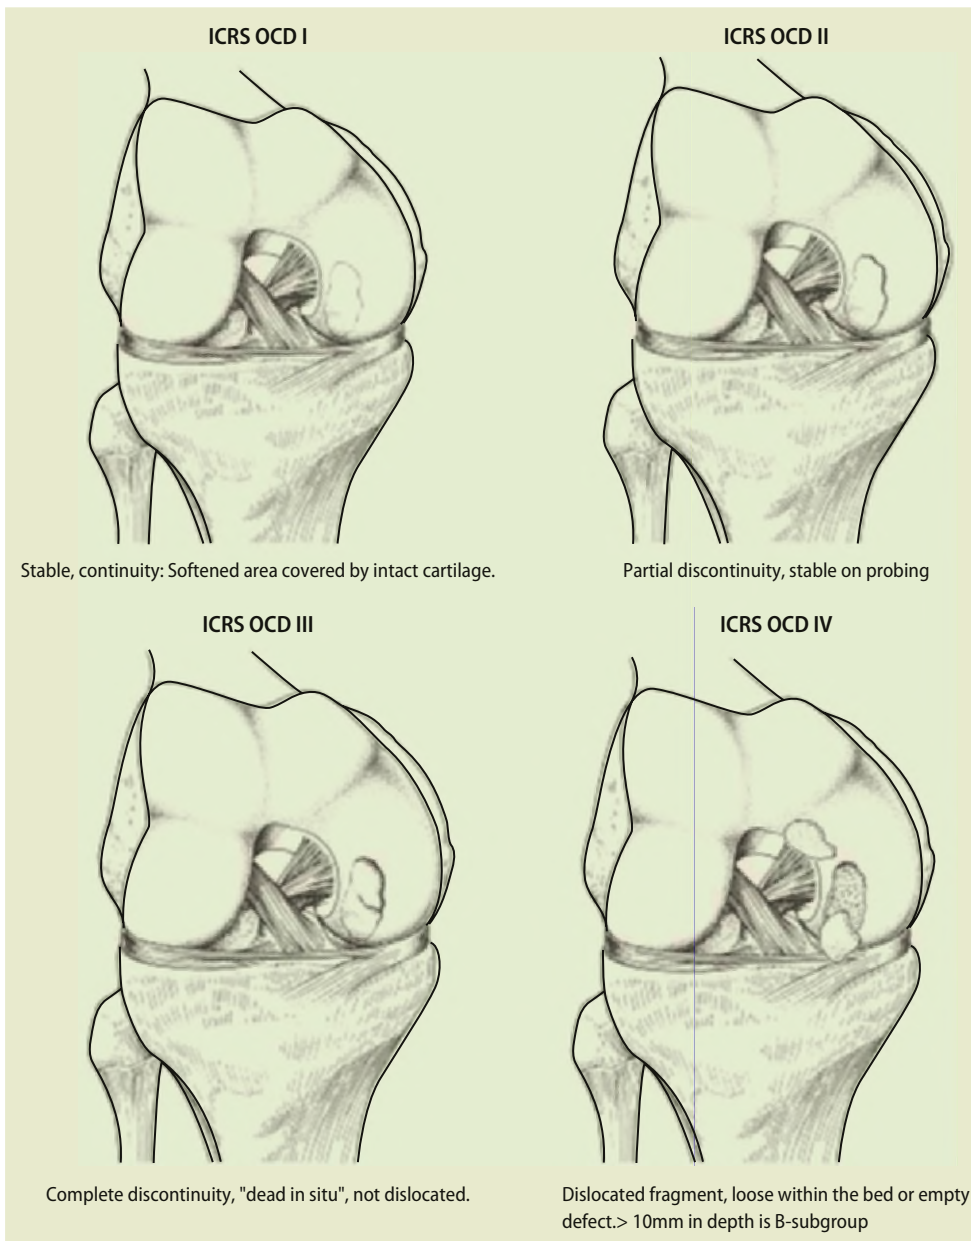 ICRS OCD I
ICRS OCD II
Stable, continuity: Softened area covered by intact cartilage.
Partial discontinuity, stable on probing
ICRS OCD III
ICRS OCD IV
Complete discontinuity, "dead in situ", not dislocated.
Dislocated fragment, loose within the bed or empty
defect.> 10mm in depth is B-subgroup